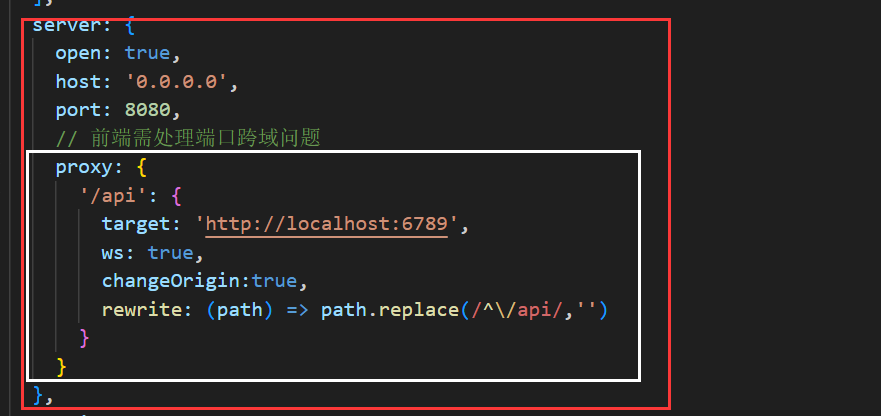 ],
server: {
open: true,
host: '0.0.0.0',
port: 8080,
// 前端需处理端口跨域问题
proxy: {
'/api': {
target: 'http://localhost:6789',
ws: true,
changeOrigin:true,
rewrite: (path) => path.replace(/^\/api/,'')
}
}
},